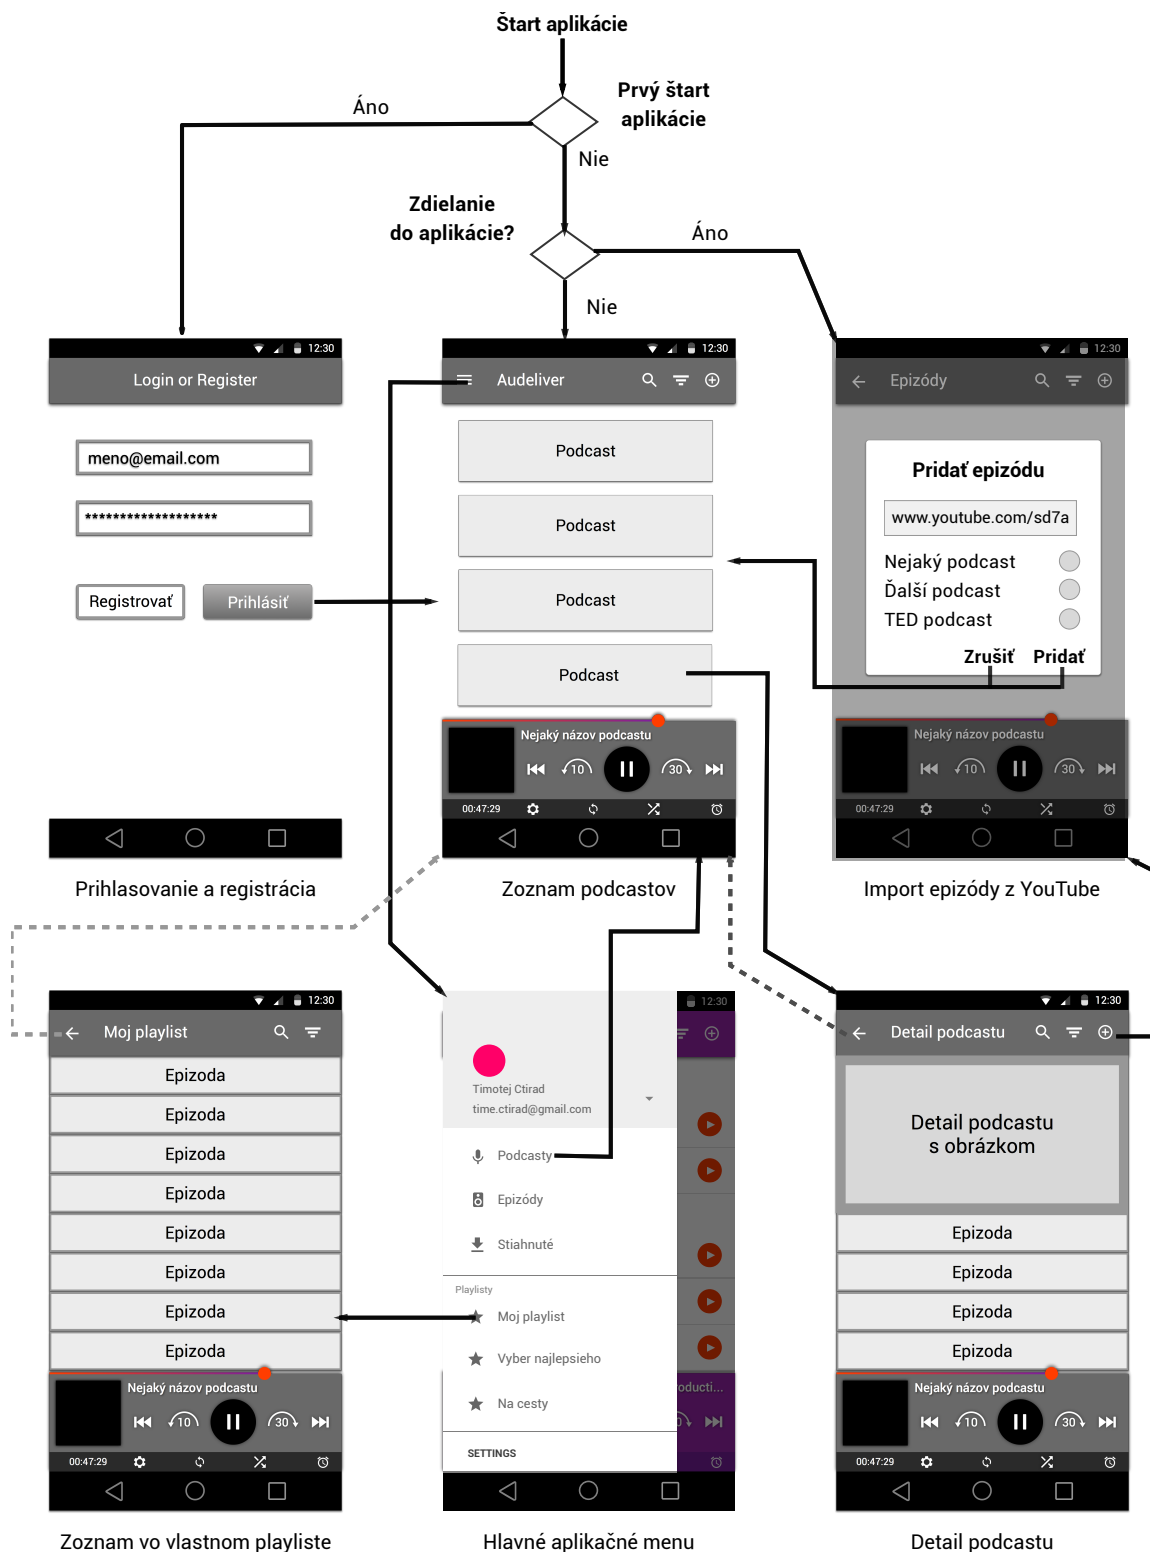 Štart aplikácie
Prvý štart
aplikácie
Áno
Nie
Zdielanie
do aplikácie?
Áno
Nie
12:30
Login or Register
meno@email.com
*******************
Registrovať
Prihlásiť
Prihlasovanie a registrácia
12:30
Audeliver
Podcast
Podcast
Podcast
Podcast
Nejaký názov podcastu
10
30
00:47:29
Zoznam podcastov
12:30
Epizódy
Pridať epizódu
www.youtube.com/sd7a
Nejaký podcast
Ďalší podcast
TED podcast
Zrušiť
Pridať
Nejaký názov podcastu
10
30
00:47:29
Import epizódy z YouTube
12:30
Moj playlist
Epizoda
Epizoda
Epizoda
Epizoda
Epizoda
Epizoda
Epizoda
Epizoda
Nejaký názov podcastu
10
30
00:47:29
Zoznam vo vlastnom playliste
12:30
Timotej Ctirad
time.ctirad@gmail.com
Podcasty
Epizódy
Stiahnuté
Playlisty
Moj playlist
Vyber najlepsieho
Na cesty
SETTINGS
roducti...
Hlavné aplikačné menu
12:30
Detail podcastu
Detail podcastu
s obrázkom
Epizoda
Epizoda
Epizoda
Epizoda
Nejaký názov podcastu
10
30
00:47:29
Detail podcastu